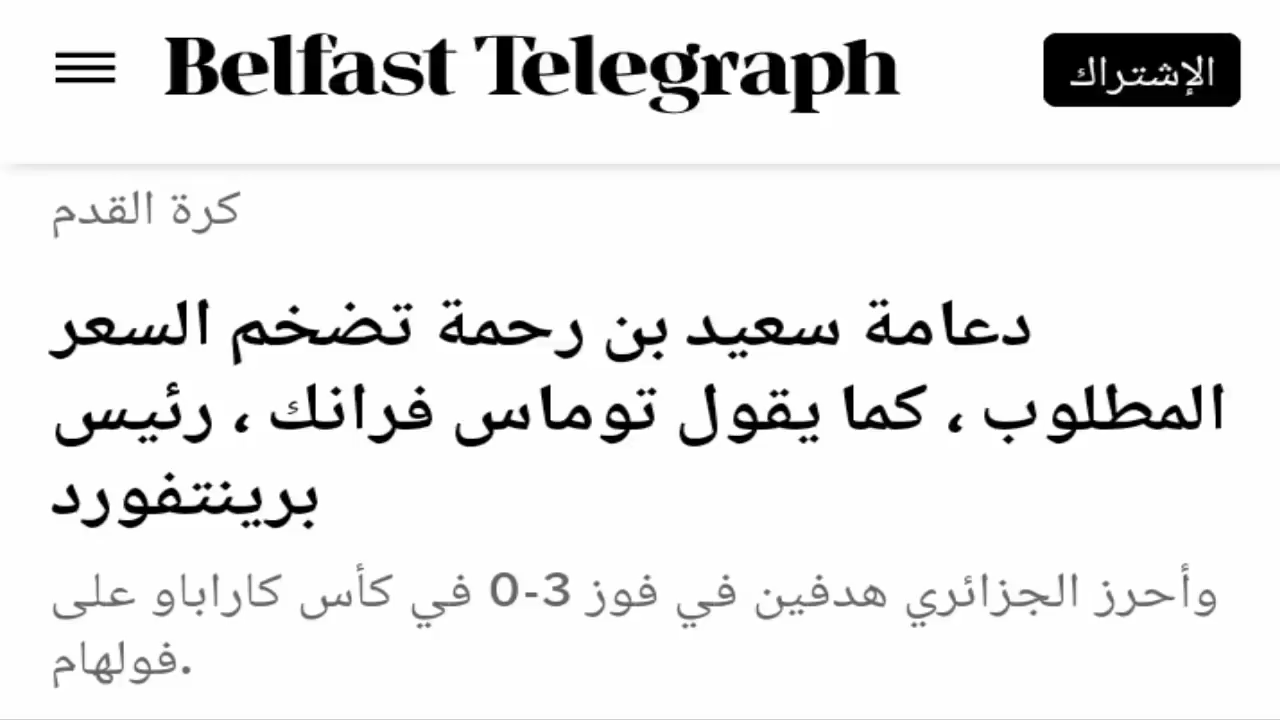 Belfast Telegraph
الإشتراك
كرة القدم
دعامة سعيد بن رحمة تضخم السعر
المطلوب ، كما يقول توماس فرانك ، رئيس
برينتفورد
وأحرز الجزائري هدفين في فوز 3-0 في كأس كاراباو على
فولهام.